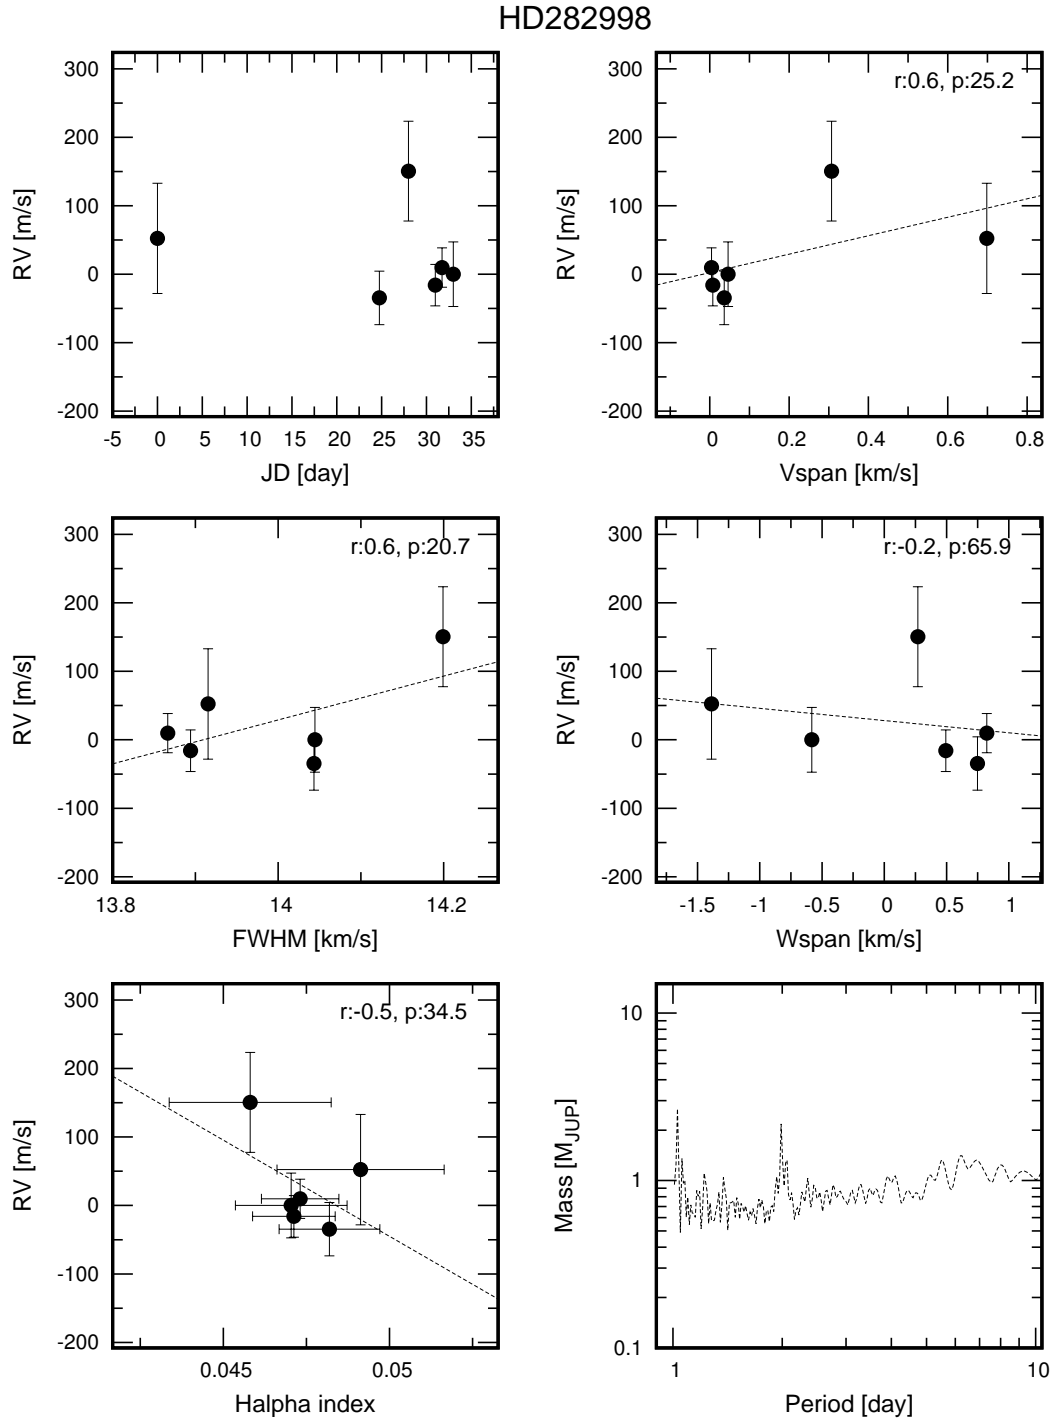 HD282998
300
200
100
0
-100
-200
RV [m/s]
-5 0 5 10 15 20 25 30 35
JD [day]
r:0.6, p:25.2
300
200
100
0
-100
-200
RV [m/s]
0 0.2 0.4 0.6 0.8
Vspan [km/s]
r:0.6, p:20.7
300
200
100
0
-100
-200
RV [m/s]
13.8 14 14.2
FWHM [km/s]
r:-0.2, p:65.9
300
200
100
0
-100
-200
RV [m/s]
-1.5 -1 -0.5 0 0.5 1
Wspan [km/s]
r:-0.5, p:34.5
300
200
100
0
-100
-200
RV [m/s]
0.045 0.05
Halpha index
10
1
0.1
Mass [M_JUP]
1 10
Period [day]